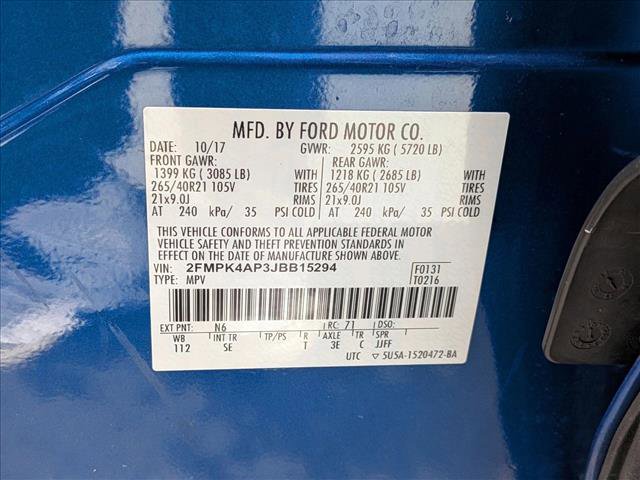 MFD. BY FORD MOTOR CO.
DATE: 10/17 GVWR: 2595 KG ( 5720 LB)
FRONT GAWR: REAR GAWR:
1399 KG ( 3085 LB) WITH 1218 KG ( 2685 LB) WITH
265/40R21 105V TIRES 265/40R21 105V TIRES
21x9.0J RIMS 21x9.0J RIMS
AT 240 kPa/ 35 PSI COLD AT 240 kPa/ 35 PSI COLD
THIS VEHICLE CONFORMS TO ALL APPLICABLE FEDERAL MOTOR
VEHICLE SAFETY AND THEFT PREVENTION STANDARDS IN
EFFECT ON THE DATE OF MANUFACTURE SHOWN ABOVE.
VIN: 2FMPK4AP3JBB15294 F0131
TYPE: MPV T0216
EXT PNT: N6 RC: 71 DSO:
WB INT TR TP/PS R AXLE TR SPR
112 SE T 3E C JJFF
UTC ▽ 5U5A-1520472-BA